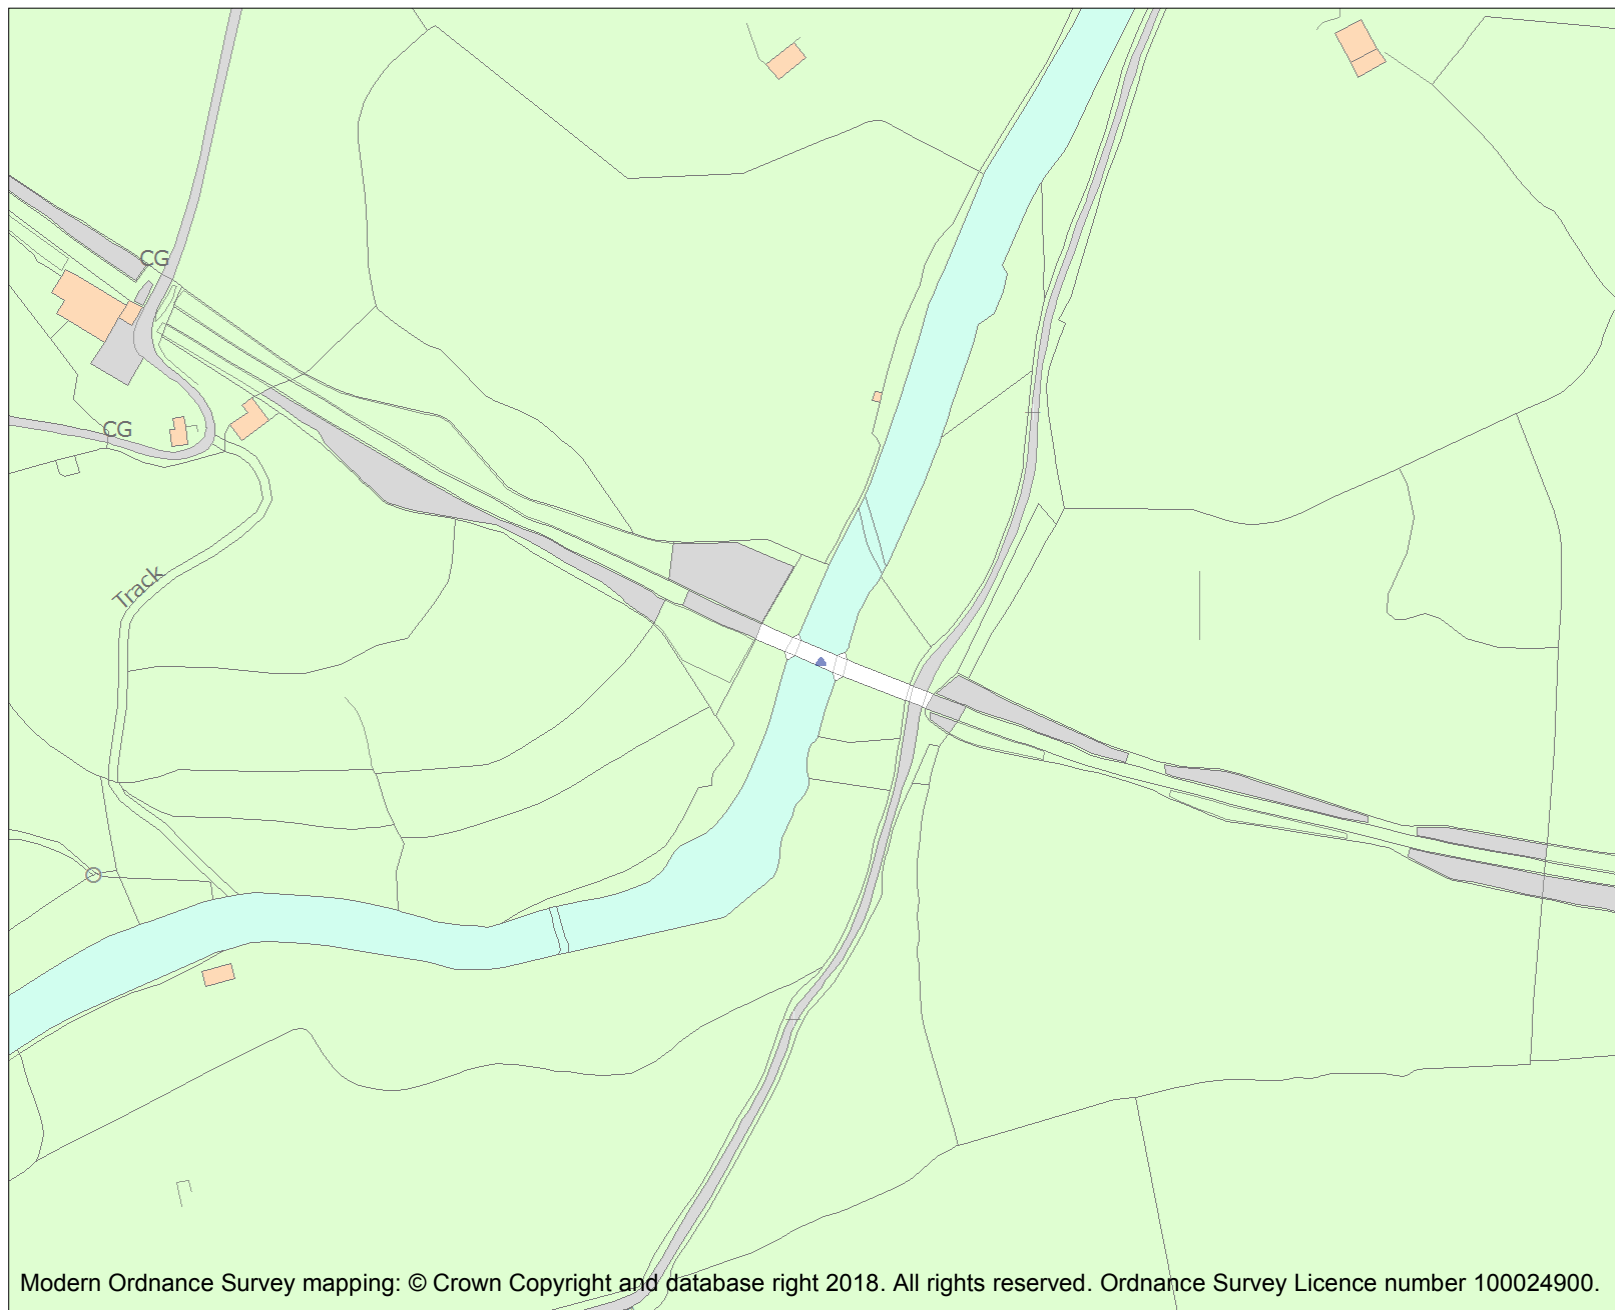 CG
CG
Track
Modern Ordnance Survey mapping: © Crown Copyright and database right 2018. All rights reserved. Ordnance Survey Licence number 100024900.